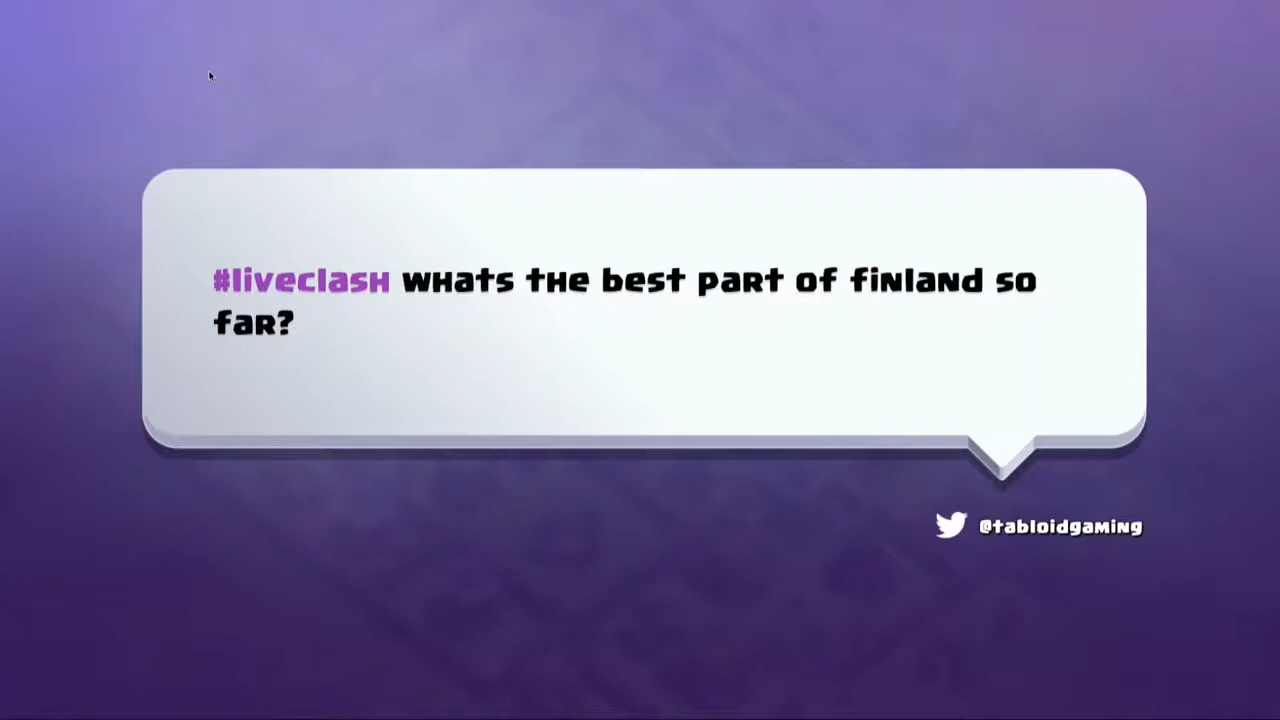 #liveclash whats the best part of finland so
far?
@tabloidgaming